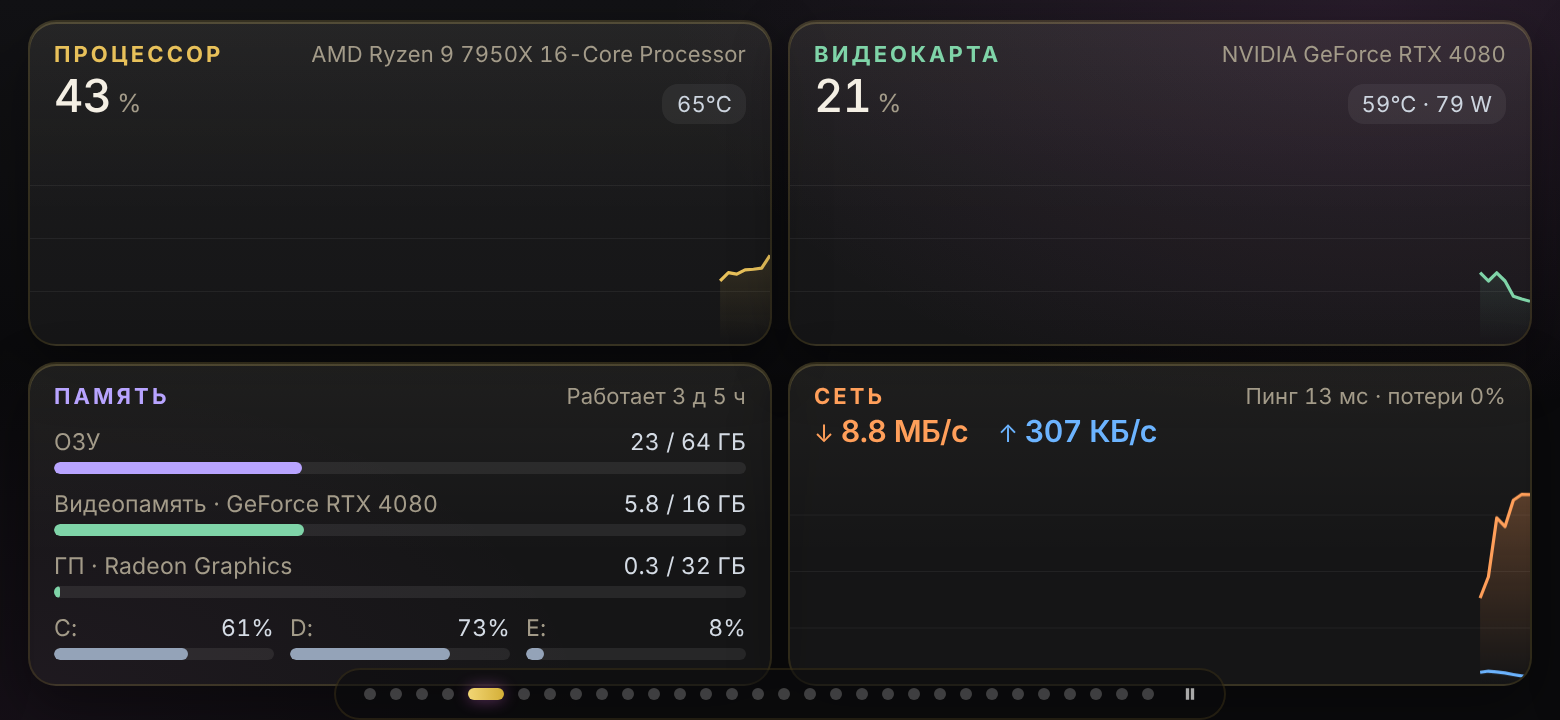 ПРОЦЕССОР
AMD Ryzen 9 7950X 16-Core Processor
43 %
65°C
ВИДЕОКАРТА
NVIDIA GeForce RTX 4080
21 %
59°C · 79 W
ПАМЯТЬ
Работает 3 д 5 ч
ОЗУ
23 / 64 ГБ
Видеопамять · GeForce RTX 4080
5.8 / 16 ГБ
ГП · Radeon Graphics
0.3 / 32 ГБ
C: 61%
D: 73%
E: 8%
СЕТЬ
Пинг 13 мс · потери 0%
↓ 8.8 МБ/с ↑ 307 КБ/с